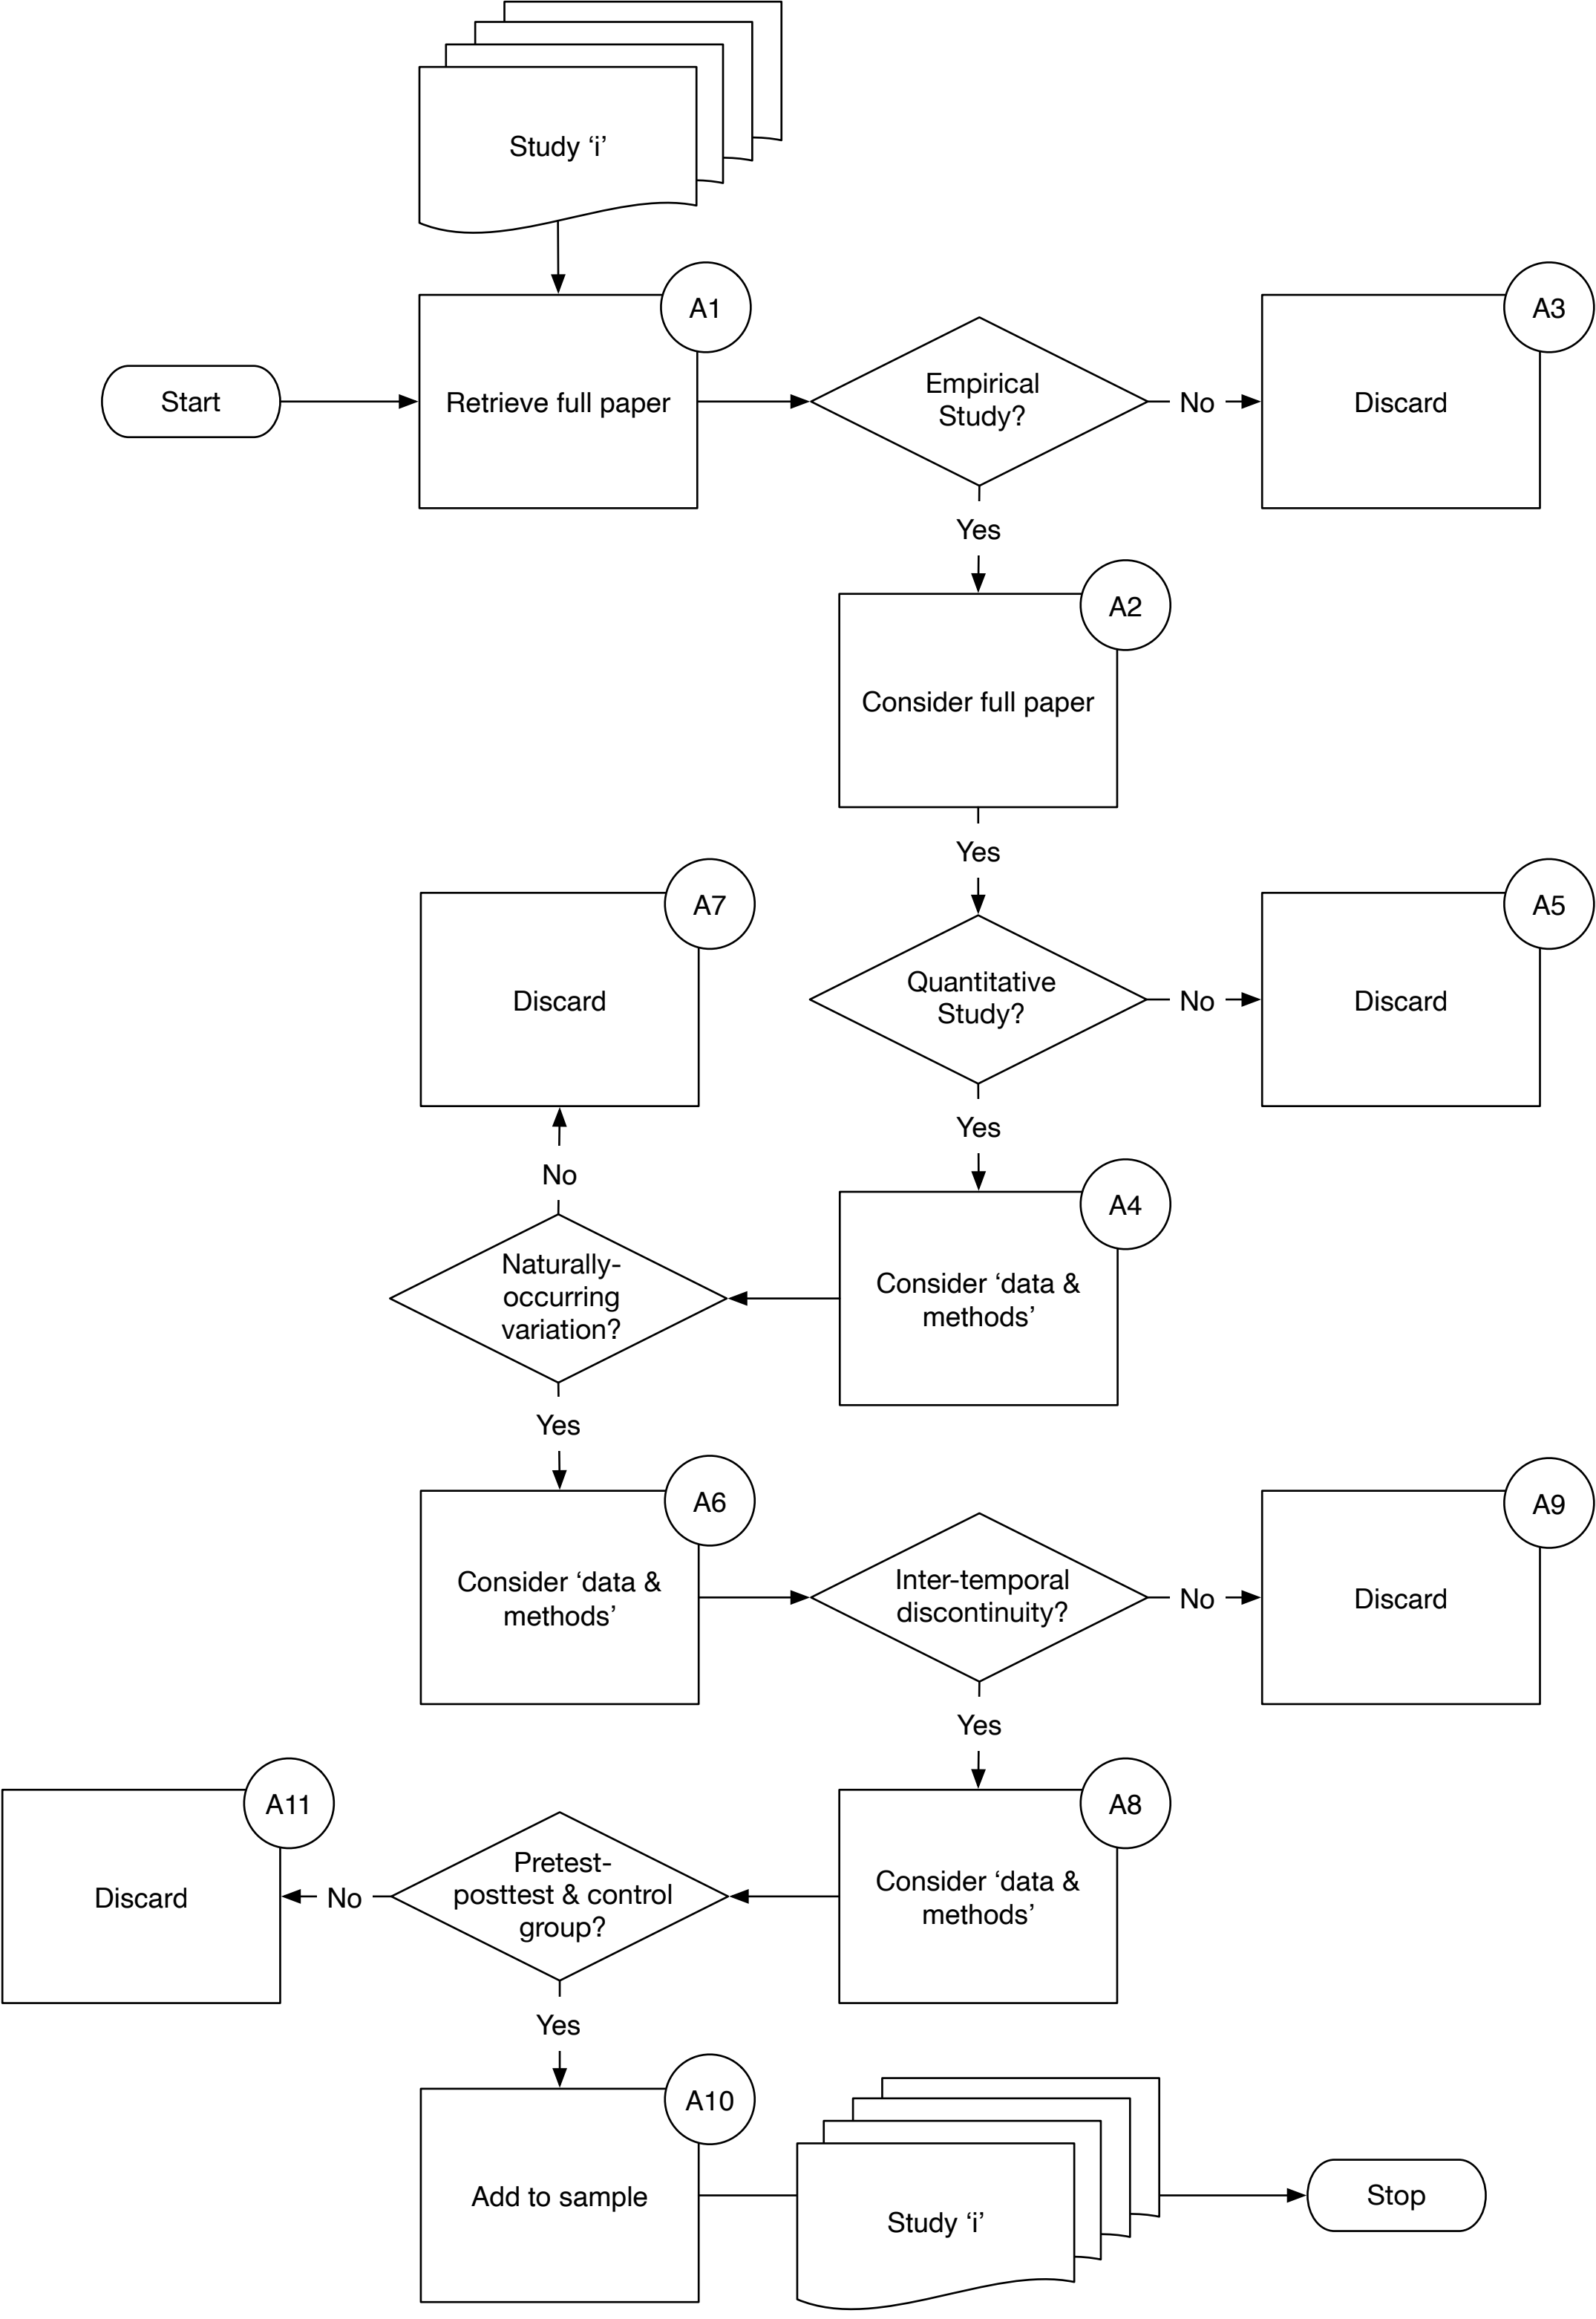 Study ‘i’
A1
A3
Start
Retrieve full paper
Empirical
Study?
No
Discard
Yes
A2
Consider full paper
Yes
A7
A5
Discard
Quantitative
Study?
No
Discard
Yes
No
A4
Naturally-
occurring
variation?
Consider ‘data &
methods’
Yes
A6
A9
Consider ‘data &
methods’
Inter-temporal
discontinuity?
No
Discard
Yes
A11
A8
Discard
No
Pretest-
posttest & control
group?
Consider ‘data &
methods’
Yes
A10
Add to sample
Study ‘i’
Stop